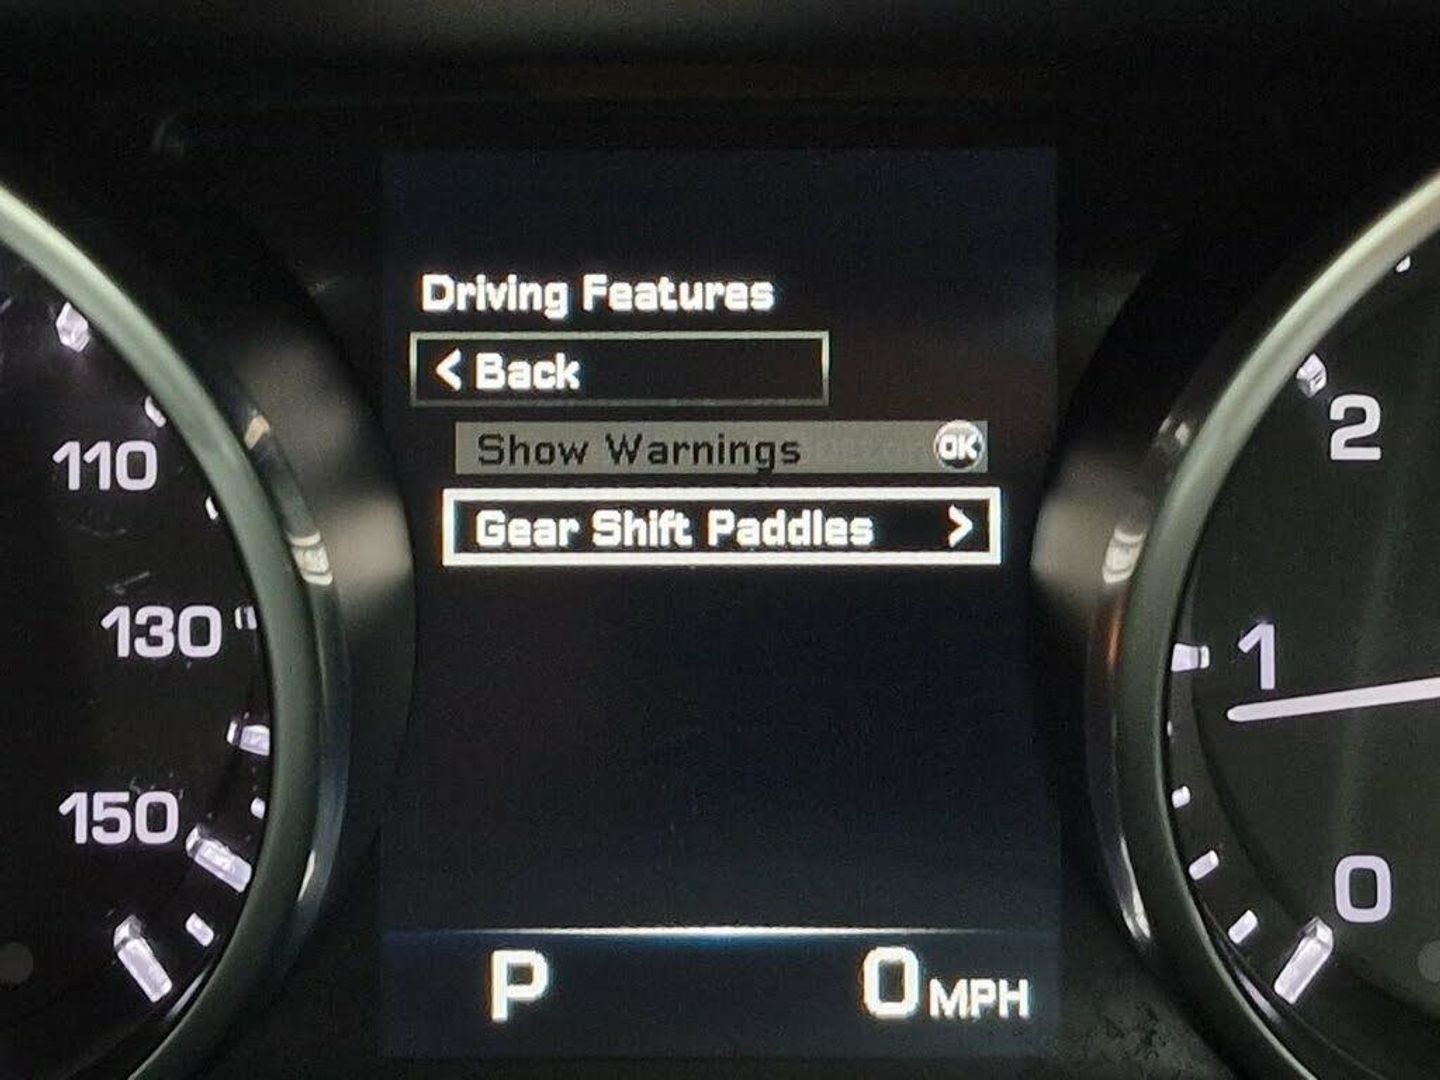 Driving Features
< Back
Show Warnings OK
Gear Shift Paddles >
110
130
150
2
1
0
P 0 MPH